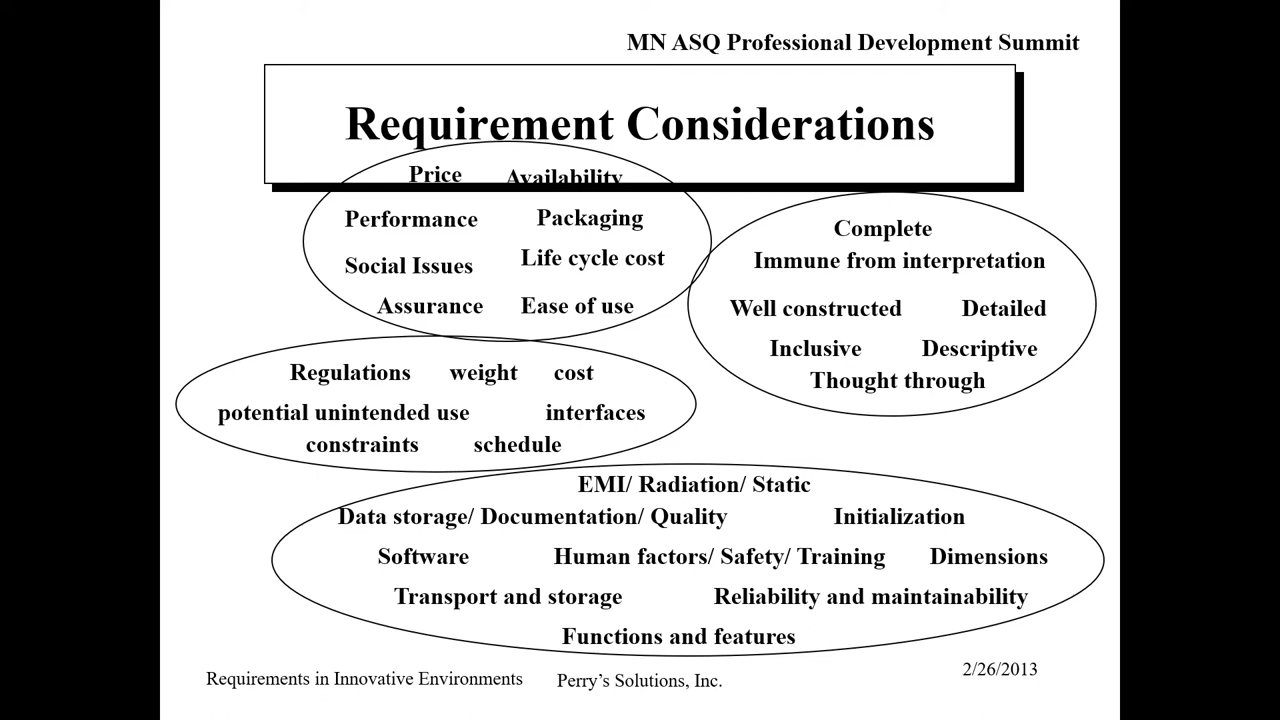 MN ASQ Professional Development Summit
Requirement Considerations
Price Availability
Performance Packaging
Social Issues Life cycle cost
Assurance Ease of use
Complete
Immune from interpretation
Well constructed Detailed
Inclusive Descriptive
Thought through
Regulations weight cost
potential unintended use interfaces
constraints schedule
EMI/ Radiation/ Static
Data storage/ Documentation/ Quality Initialization
Software Human factors/ Safety/ Training Dimensions
Transport and storage Reliability and maintainability
Functions and features
Requirements in Innovative Environments Perry's Solutions, Inc. 2/26/2013